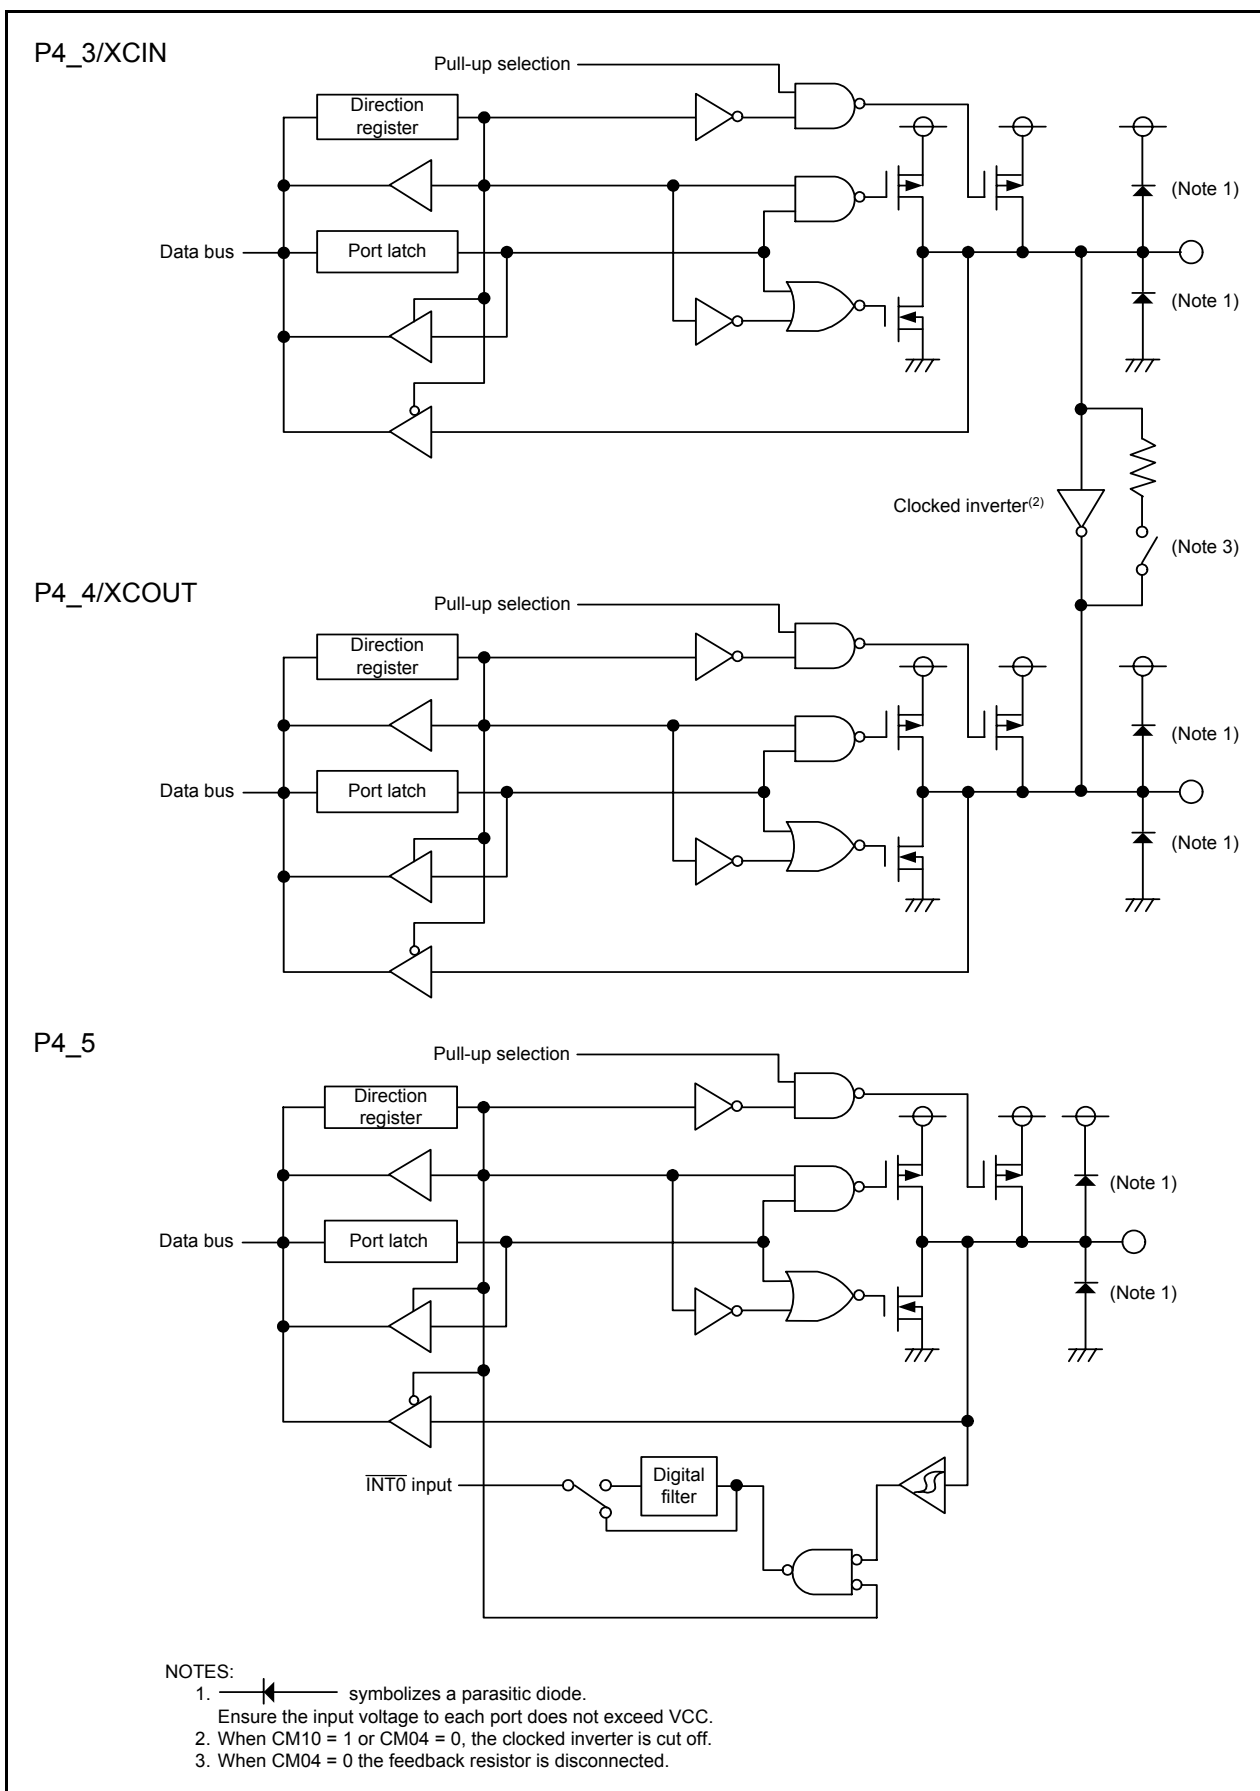 P4_3/XCIN
Pull-up selection
Direction
register
(Note 1)
Data bus
Port latch
(Note 1)
Clocked inverter(2)
(Note 3)
P4_4/XCOUT
Pull-up selection
Direction
register
(Note 1)
Data bus
Port latch
(Note 1)
P4_5
Pull-up selection
Direction
register
(Note 1)
Data bus
Port latch
(Note 1)
INT0 input
Digital
filter
NOTES:
1. symbolizes a parasitic diode.
Ensure the input voltage to each port does not exceed VCC.
2. When CM10 = 1 or CM04 = 0, the clocked inverter is cut off.
3. When CM04 = 0 the feedback resistor is disconnected.